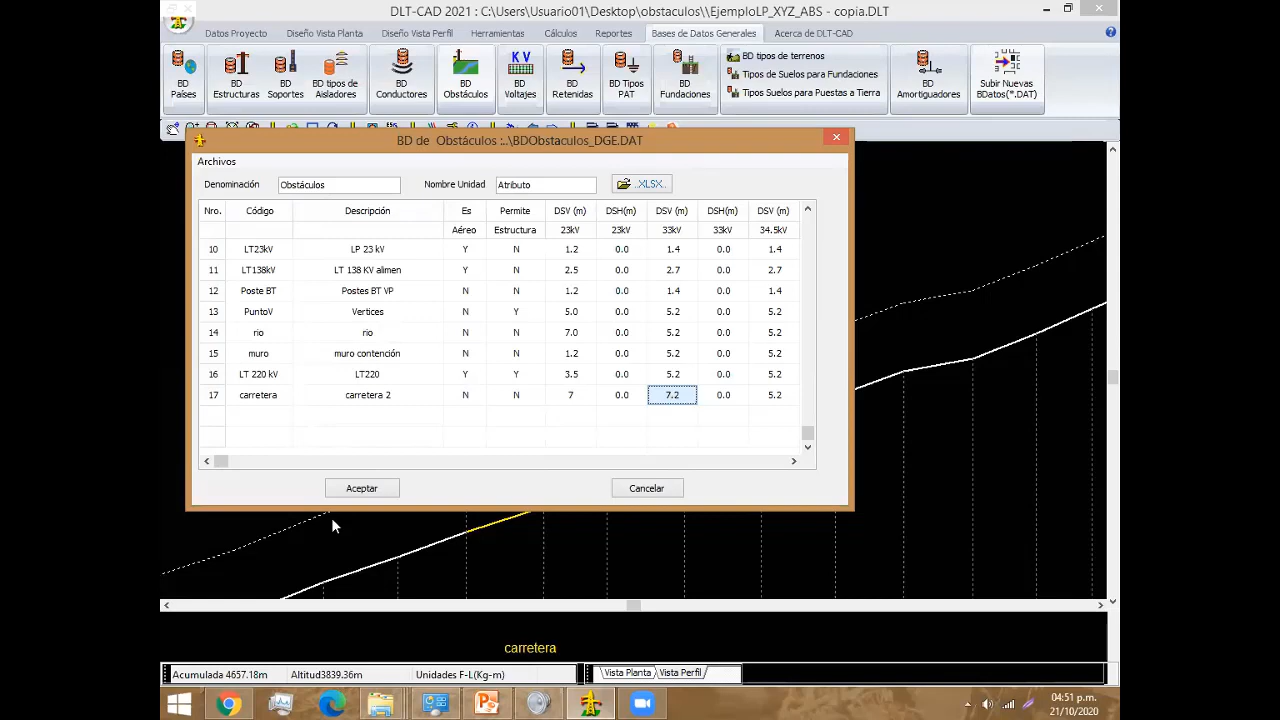 DLT-CAD 2021 : C:\Users\Usuario01\Desktop\obstaculos\\EjemploLP_XYZ_ABS - copia.DLT
Datos Proyecto Diseño Vista Planta Diseño Vista Perfil Herramientas Cálculos Reportes Bases de Datos Generales Acerca de DLT-CAD
BD Países
BD Estructuras
BD Soportes
BD tipos de Aisladores
BD Conductores
BD Obstáculos
KV
BD Voltajes
BD Retenidas
BD Tipos PAT
BD Fundaciones
BD tipos de terrenos
Tipos de Suelos para Fundaciones
Tipos Suelos para Puestas a Tierra
BD Amortiguadores
Subir Nuevas BDatos(*.DAT)
BD de Obstáculos :..\BDObstaculos_DGE.DAT
Archivos
Denominación Obstáculos Nombre Unidad Atributo ..XLSX..
Nro. Código Descripción Es Permite DSV (m) DSH(m) DSV (m) DSH(m) DSV (m)
Aéreo Estructura 23kV 23kV 33kV 33kV 34.5kV
10 LT23kV LP 23 kV Y N 1.2 0.0 1.4 0.0 1.4
11 LT138kV LT 138 KV alimen Y N 2.5 0.0 2.7 0.0 2.7
12 Poste BT Postes BT VP N N 1.2 0.0 1.4 0.0 1.4
13 PuntoV Vertices N Y 5.0 0.0 5.2 0.0 5.2
14 rio rio N N 7.0 0.0 5.2 0.0 5.2
15 muro muro contención N N 1.2 0.0 5.2 0.0 5.2
16 LT 220 kV LT220 Y Y 3.5 0.0 5.2 0.0 5.2
17 carretera carretera 2 N N 7 0.0 7.2 0.0 5.2
Aceptar Cancelar
carretera
Acumulada 4657.18m Altitud3839.36m Unidades F-L(Kg-m) Vista Planta Vista Perfil
04:51 p.m.
21/10/2020